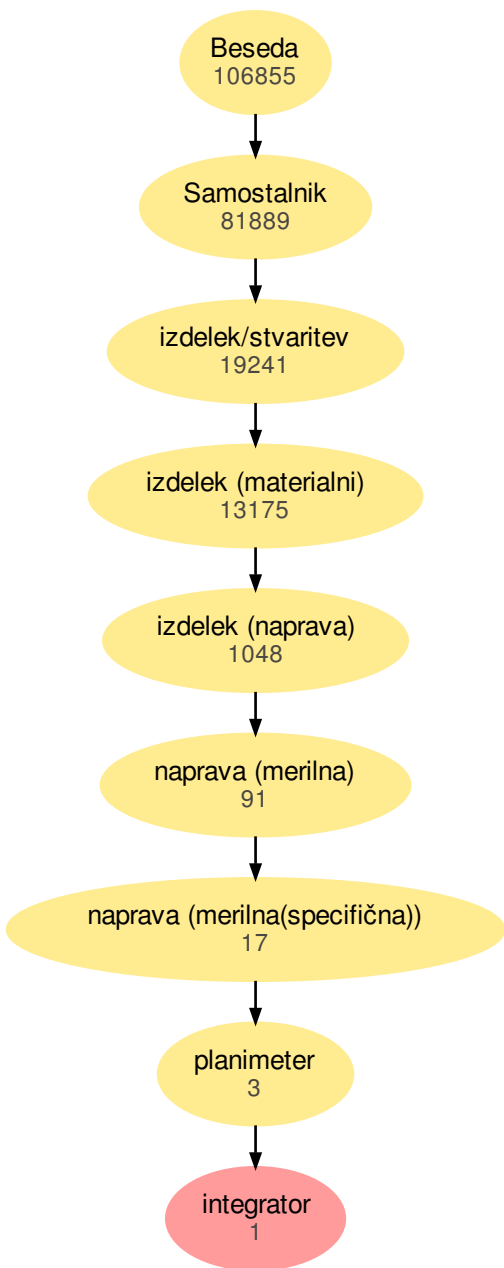 Beseda
106855
Samostalnik
81889
izdelek/stvaritev
19241
izdelek (materialni)
13175
izdelek (naprava)
1048
naprava (merilna)
91
naprava (merilna(specifična))
17
planimeter
3
integrator
1